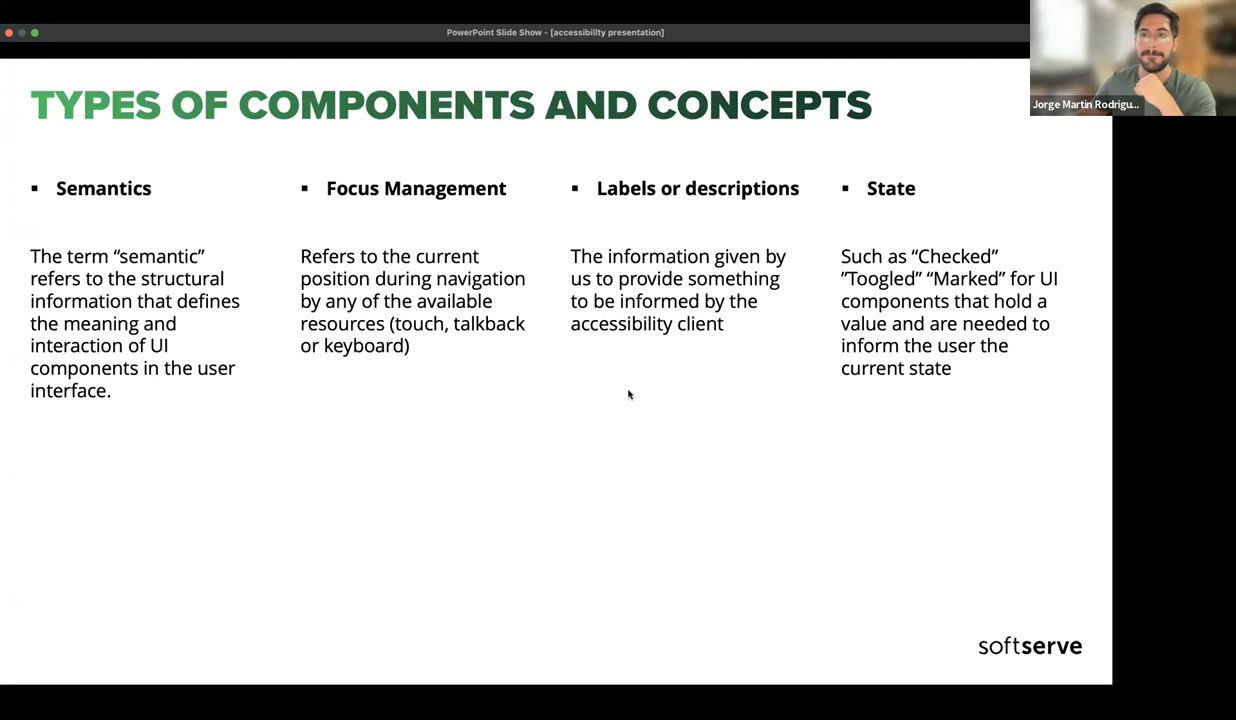 PowerPoint Slide Show - [accessibility presentation]
Jorge Martin Rodrigu...
TYPES OF COMPONENTS AND CONCEPTS
▪ Semantics
The term “semantic”
refers to the structural
information that defines
the meaning and
interaction of UI
components in the user
interface.
▪ Focus Management
Refers to the current
position during navigation
by any of the available
resources (touch, talkback
or keyboard)
▪ Labels or descriptions
The information given by
us to provide something
to be informed by the
accessibility client
▪ State
Such as “Checked”
”Toogled” “Marked” for UI
components that hold a
value and are needed to
inform the user the
current state
softserve